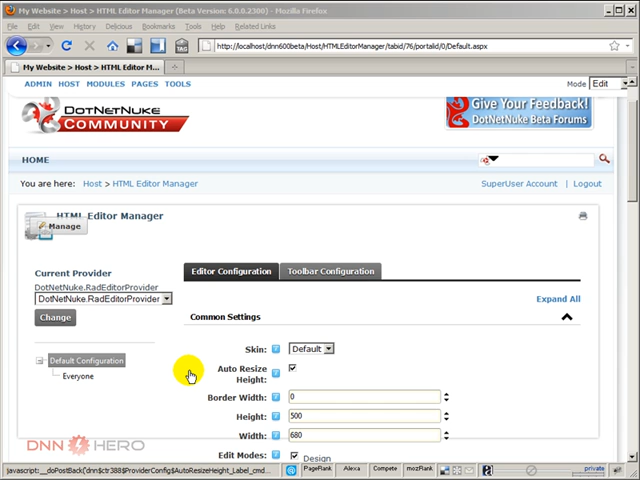 My Website > Host > HTML Editor Manager (Beta Version: 6.0.0.2300) - Mozilla Firefox
File Edit View History Delicious Bookmarks Tools Help
http://localhost/dnn600beta/Host/HTMLEditorManager/tabid/76/portalid/0/Default.aspx
History Delicious Bookmarks Tools Help Related Links
My Website > Host > HTML Editor M...
ADMIN HOST MODULES PAGES TOOLS
Mode Edit
DOTNETNUKE
COMMUNITY
Give Your Feedback!
DotNetNuke Beta Forums
HOME
You are here: Host > HTML Editor Manager
SuperUser Account | Logout
HTML Editor Manager
Manage
Current Provider
DotNetNuke.RadEditorProvider
DotNetNuke.RadEditorProvider
Change
Default Configuration
Everyone
Editor Configuration Toolbar Configuration
Expand All
Common Settings
Skin: Default
Auto Resize
Height:
Border Width: 0
Height: 500
Width: 680
Edit Modes: Design
DNN HERO
javascript:__doPostBack('dnn$ctr388$ProviderConfig$AutoResizeHeight_Label_cmd...
PageRank Alexa Compete mozRank
private